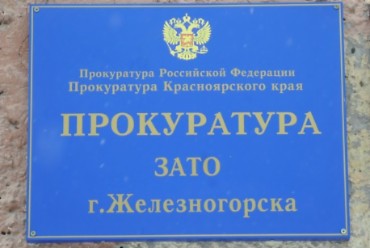 Прокуратура Российской Федерации
Прокуратура Красноярского края
ПРОКУРАТУРА
ЗАТО
г.Железногорска